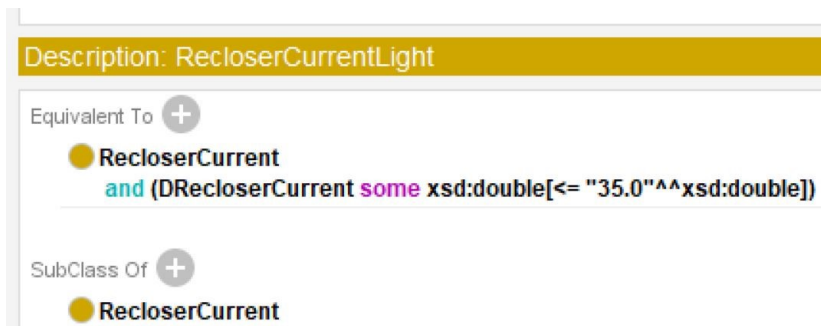 Description: RecloserCurrentLight
Equivalent To
RecloserCurrent
and (DRecloserCurrent some xsd:double[<= "35.0"^^xsd:double])
SubClass Of
RecloserCurrent